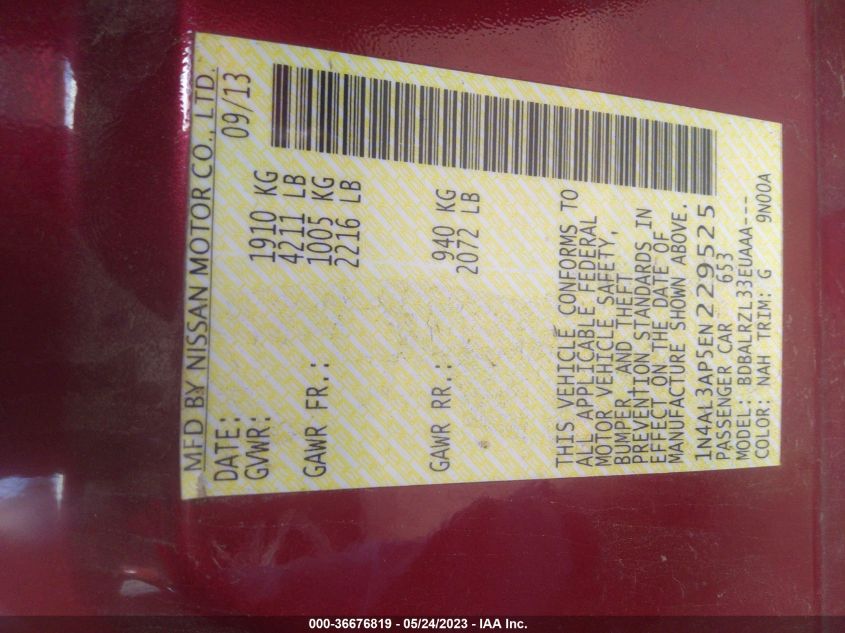 MFD BY NISSAN MOTOR CO., LTD.
DATE: 09/13
GVWR: 1910 KG
4211 LB
GAWR FR.: 1005 KG
2216 LB
GAWR RR.: 940 KG
2072 LB
THIS VEHICLE CONFORMS TO
ALL APPLICABLE FEDERAL
MOTOR VEHICLE SAFETY,
BUMPER, AND THEFT
PREVENTION STANDARDS IN
EFFECT ON THE DATE OF
MANUFACTURE SHOWN ABOVE.
1N4AL3AP5EN229525
PASSENGER CAR 653
MODEL: BDBALRZL33EUAAA---
COLOR: NAH TRIM: G 9N00A
000-36676819 - 05/24/2023 - IAA Inc.